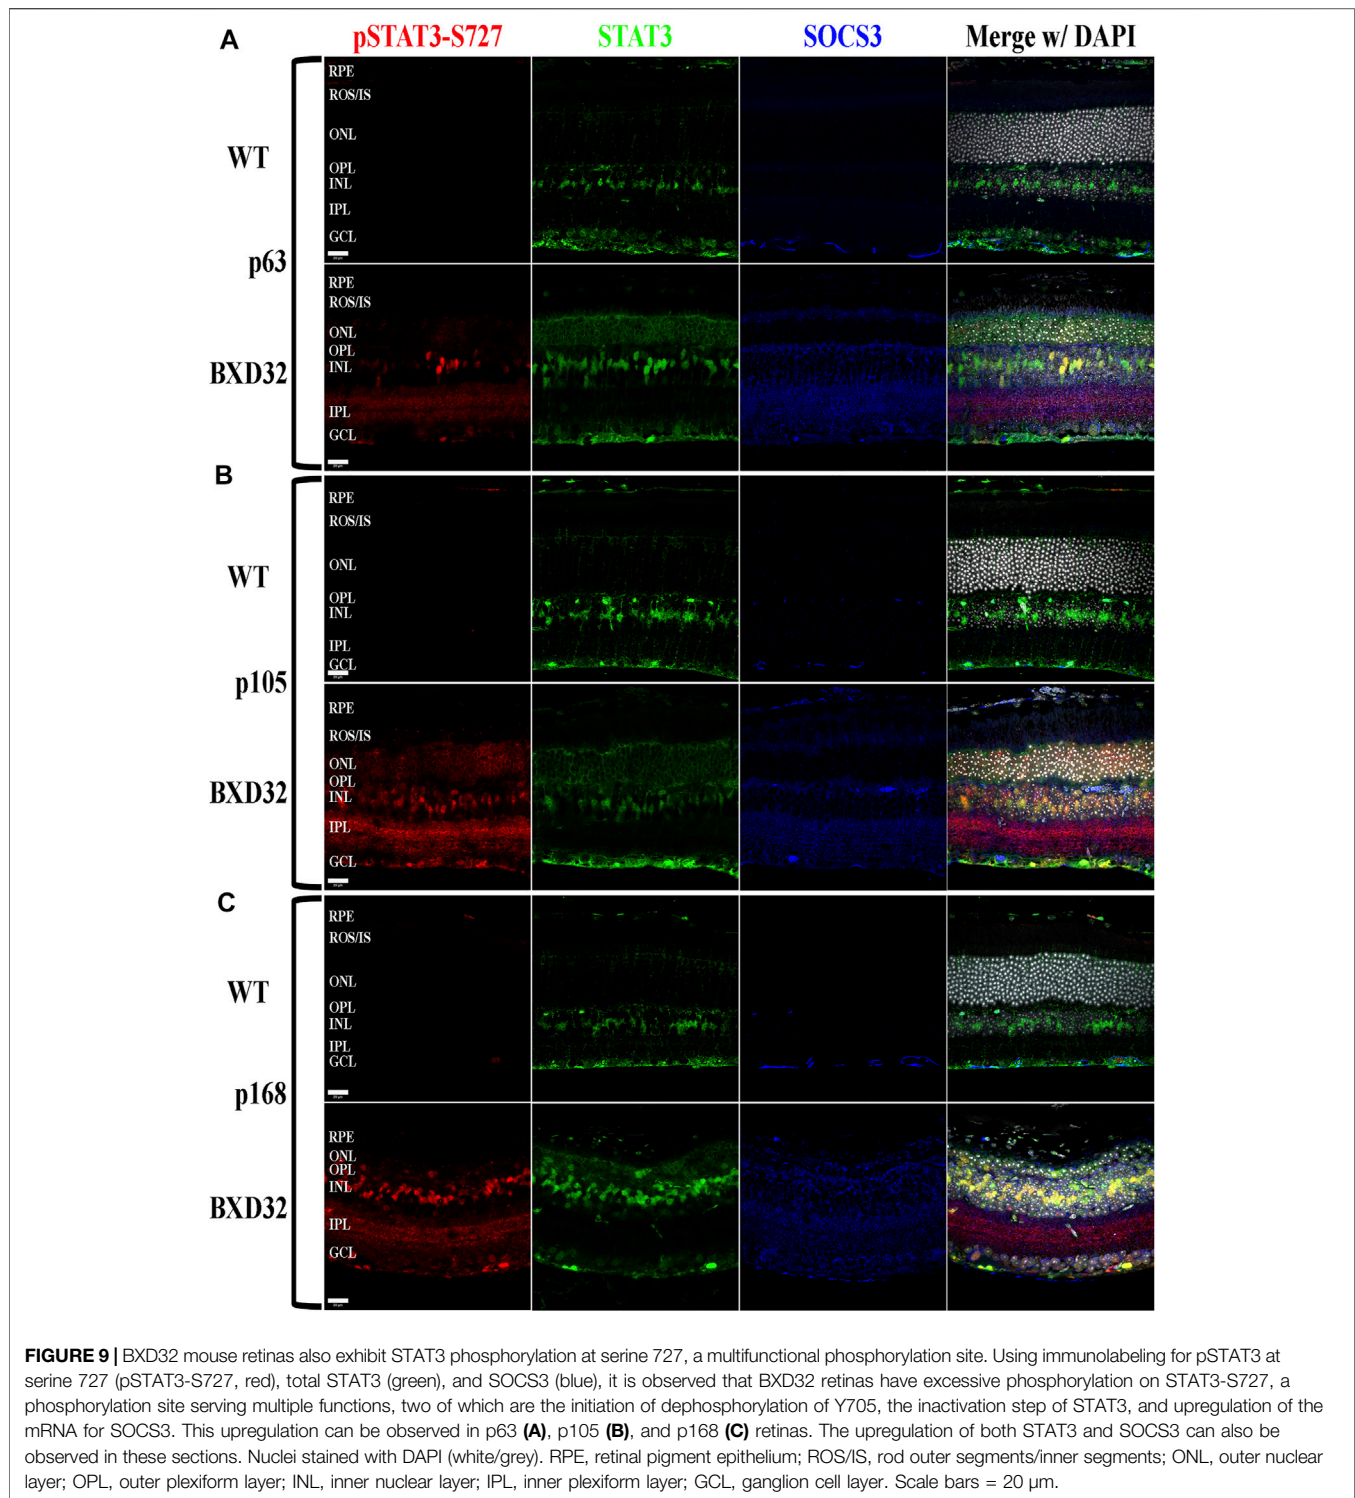 A
pSTAT3-S727 STAT3 SOCS3 Merge w/ DAPI
WT
RPE
ROS/IS
ONL
OPL
INL
IPL
GCL
p63
BXD32
RPE
ROS/IS
ONL
OPL
INL
IPL
GCL
B
WT
RPE
ROS/IS
ONL
OPL
INL
IPL
GCL
p105
BXD32
RPE
ROS/IS
ONL
OPL
INL
IPL
GCL
C
WT
RPE
ROS/IS
ONL
OPL
INL
IPL
GCL
p168
BXD32
RPE
ONL
OPL
INL
IPL
GCL
FIGURE 9 | BXD32 mouse retinas also exhibit STAT3 phosphorylation at serine 727, a multifunctional phosphorylation site. Using immunolabeling for pSTAT3 at
serine 727 (pSTAT3-S727, red), total STAT3 (green), and SOCS3 (blue), it is observed that BXD32 retinas have excessive phosphorylation on STAT3-S727, a
phosphorylation site serving multiple functions, two of which are the initiation of dephosphorylation of Y705, the inactivation step of STAT3, and upregulation of the
mRNA for SOCS3. This upregulation can be observed in p63 (A), p105 (B), and p168 (C) retinas. The upregulation of both STAT3 and SOCS3 can also be
observed in these sections. Nuclei stained with DAPI (white/grey). RPE, retinal pigment epithelium; ROS/IS, rod outer segments/inner segments; ONL, outer nuclear
layer; OPL, outer plexiform layer; INL, inner nuclear layer; IPL, inner plexiform layer; GCL, ganglion cell layer. Scale bars = 20 µm.